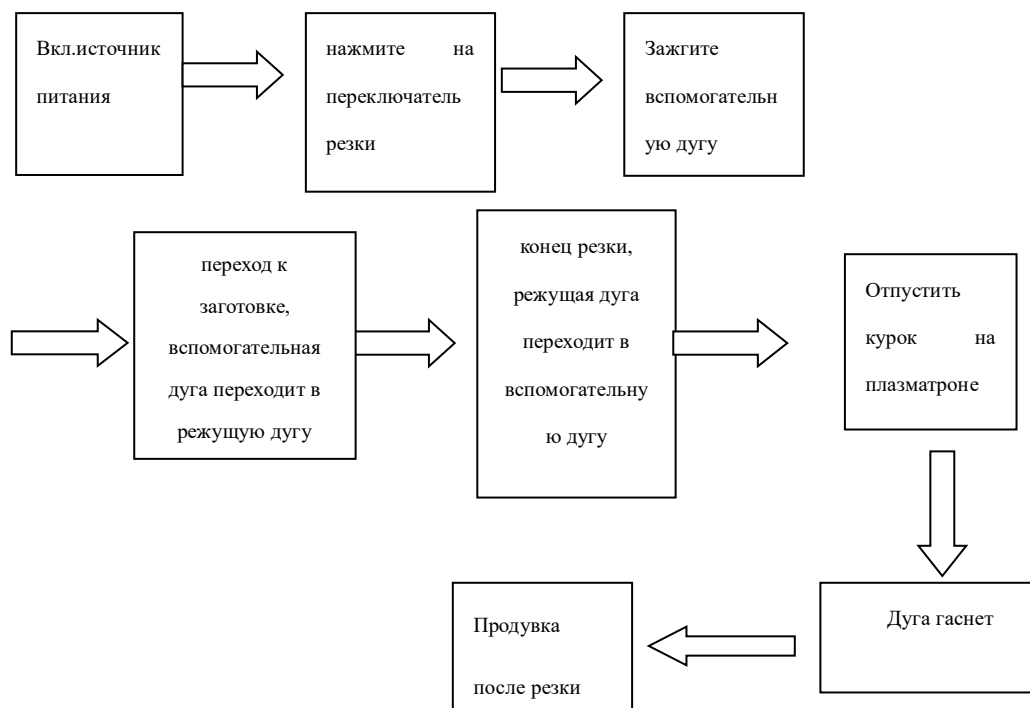 Вкл.источник
питания
нажмите на
переключатель
резки
Зажгите
вспомогательн
ую дугу
переход к
заготовке,
вспомогательная
дуга переходит в
режущую дугу
конец резки,
режущая дуга
переходит в
вспомогательну
ю дугу
Отпустить
курок на
плазматроне
Дуга гаснет
Продувка
после резки